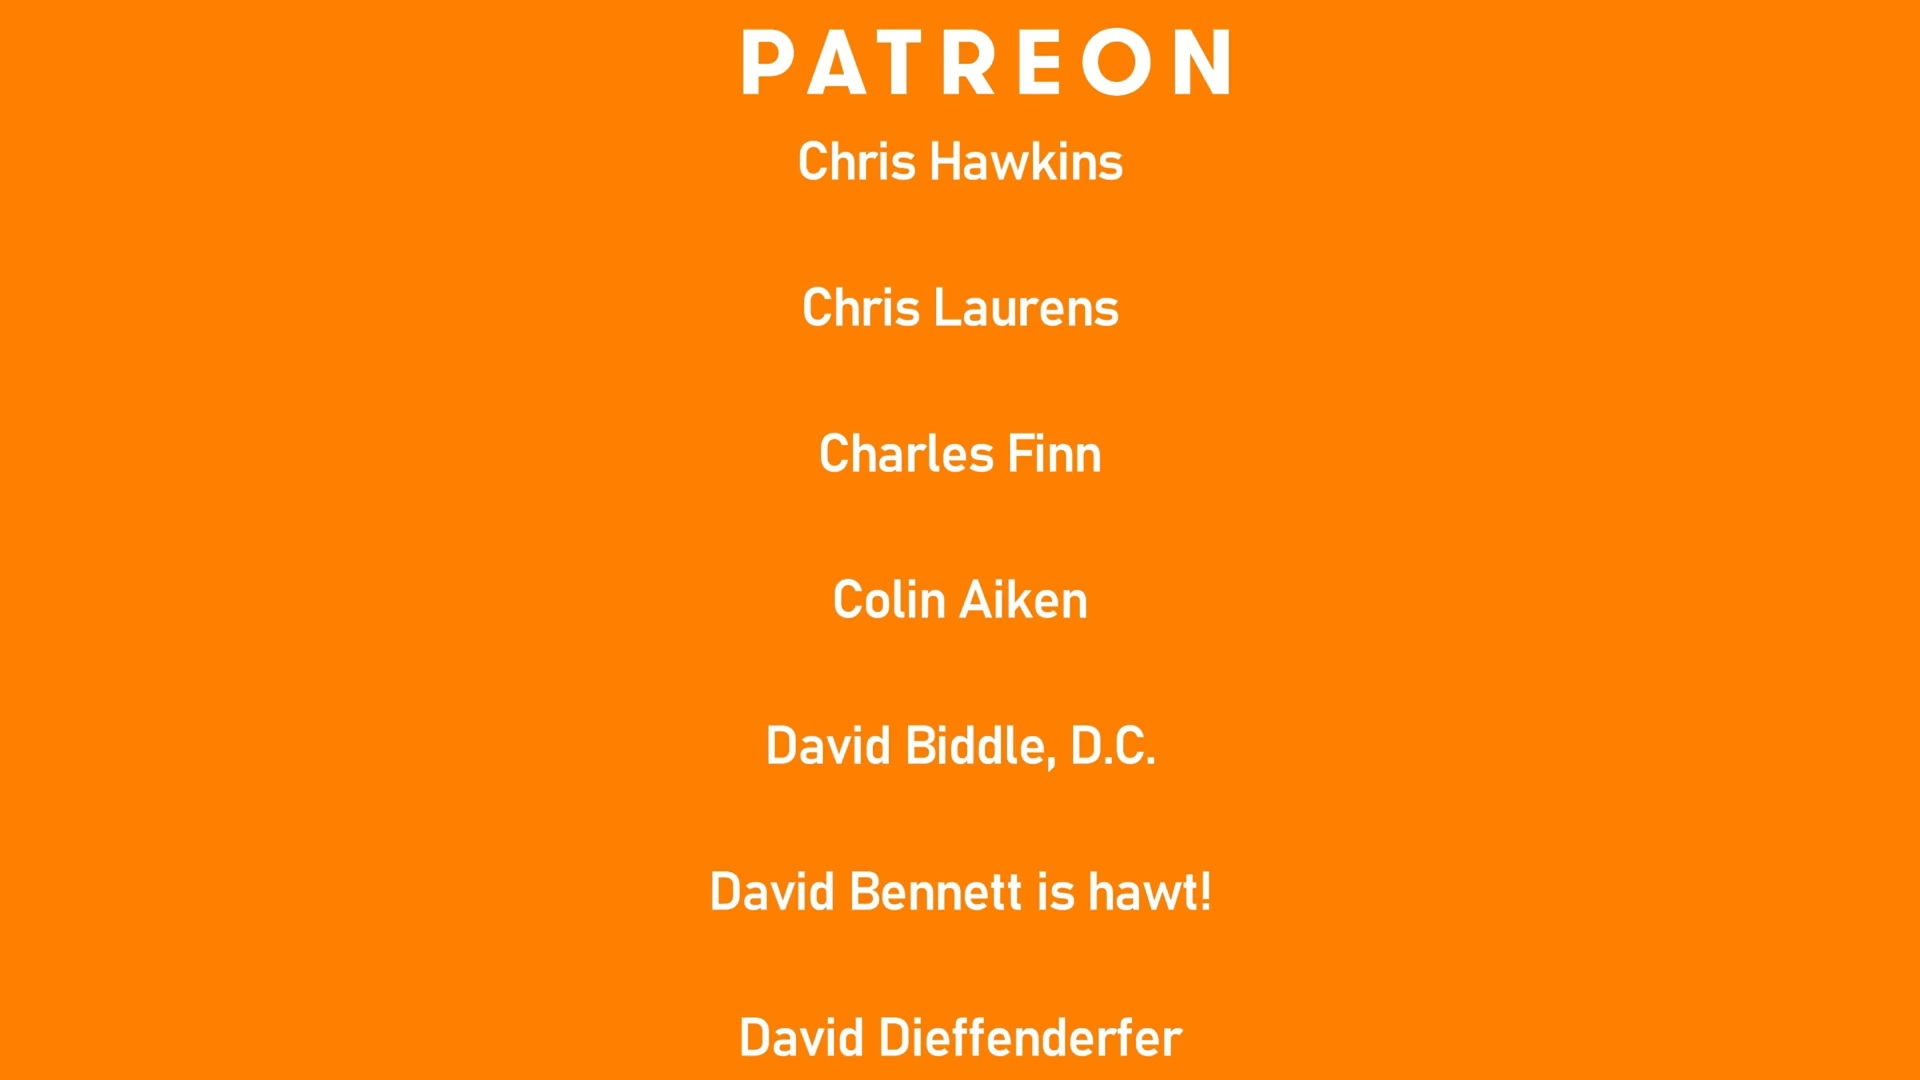 PATREON
Chris Hawkins
Chris Laurens
Charles Finn
Colin Aiken
David Biddle, D.C.
David Bennett is hawt!
David Dieffenderfer